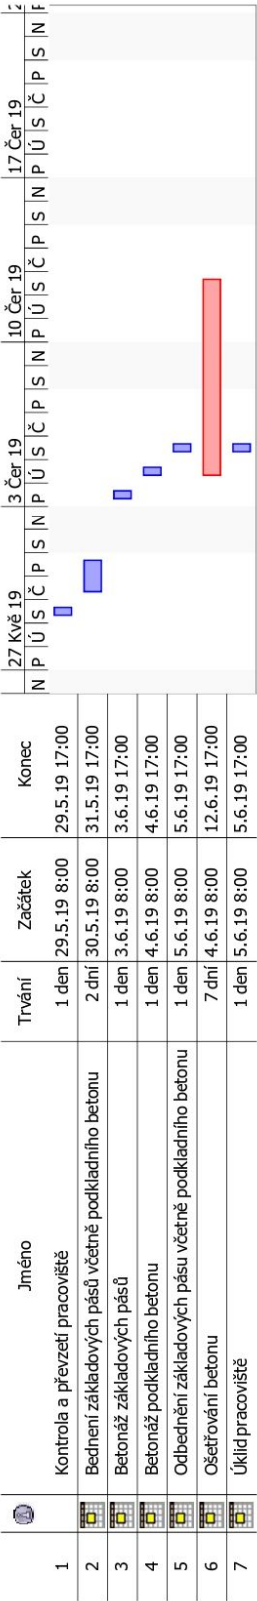 Jméno Trvání Začátek Konec 27 Kvě 19 3 Čer 19 10 Čer 19 17 Čer 19
N P Ú S Č P S N P Ú S Č P S N P Ú S Č P S N P Ú S Č P S N
1 Kontrola a převzetí pracoviště 1 den 29.5.19 8:00 29.5.19 17:00
2 Bednení základových pásů včetně podkladního betonu 2 dní 30.5.19 8:00 31.5.19 17:00
3 Betonáž základových pásů 1 den 3.6.19 8:00 3.6.19 17:00
4 Betonáž podkladního betonu 1 den 4.6.19 8:00 4.6.19 17:00
5 Odbednění základových pásu včetně podkladního betonu 1 den 5.6.19 8:00 5.6.19 17:00
6 Ošetřování betonu 7 dní 4.6.19 8:00 12.6.19 17:00
7 Úklid pracoviště 1 den 5.6.19 8:00 5.6.19 17:00